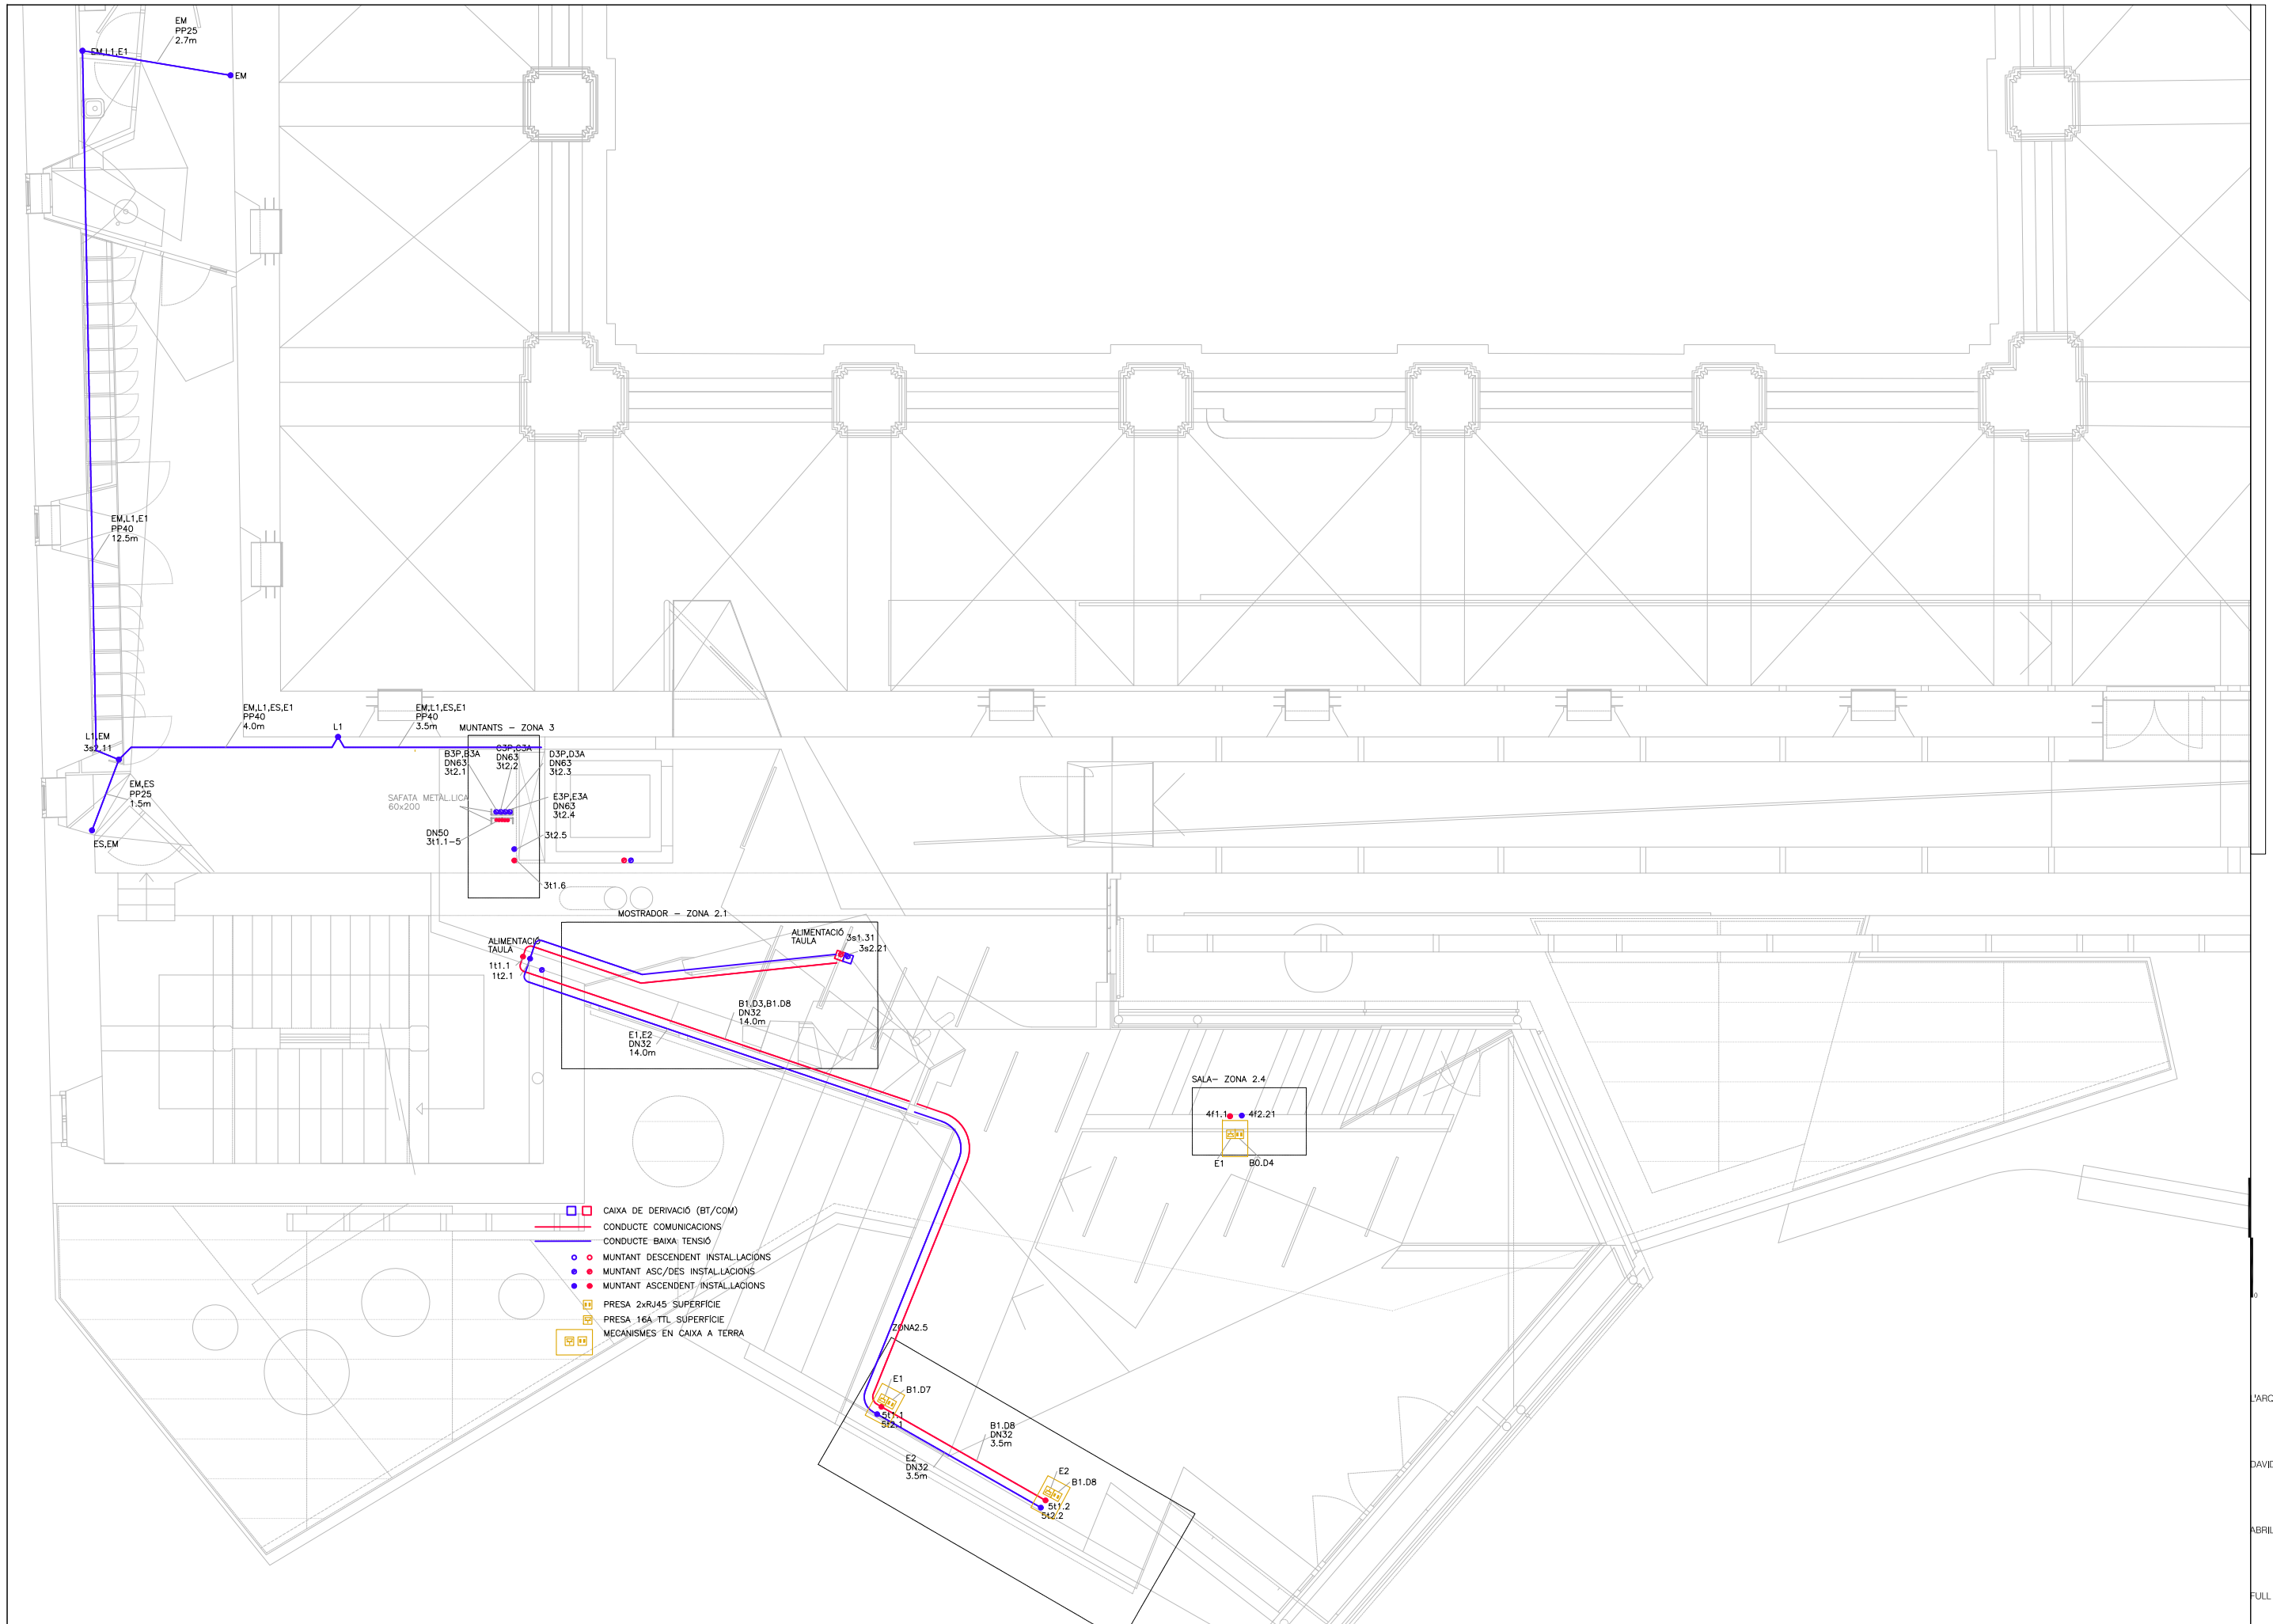 EM
PP25
2.7m
EM,L1,E1
EM
EM,L1,E1
PP40
12.5m
EM,L1,ES,E1
PP40
4.0m
EM,L1,ES,E1
PP40
3.5m
L1
L1,EM
3s2.11
EM,ES
PP25
1.5m
ES,EM
MUNTANTS - ZONA 3
B3P,B3A
DN63
3t2.1
C3P,C3A
DN63
3t2.2
D3P,D3A
DN63
3t2.3
E3P,E3A
DN63
3t2.4
SAFATA METAL.LICA
60x200
DN50
3t1.1-5
3t2.5
3t1.6
MOSTRADOR - ZONA 2.1
ALIMENTACIÓ
TAULA
1t1.1
1t2.1
ALIMENTACIÓ
TAULA
3s1.31
3s2.21
B1.D3,B1.D8
DN32
14.0m
E1,E2
DN32
14.0m
SALA- ZONA 2.4
4f1.1
4f2.21
E1
B0.D4
CAIXA DE DERIVACIÓ (BT/COM)
CONDUCTE COMUNICACIONS
CONDUCTE BAIXA TENSIÓ
MUNTANT DESCENDENT INSTAL.LACIONS
MUNTANT ASC/DES INSTAL.LACIONS
MUNTANT ASCENDENT INSTAL.LACIONS
PRESA 2xRJ45 SUPERFÍCIE
PRESA 16A TTL SUPERFÍCIE
MECANISMES EN CAIXA A TERRA
ZONA2.5
E1
B1.D7
5t1.1
5t2.1
B1.D8
DN32
3.5m
E2
DN32
3.5m
E2
B1.D8
5t1.2
5t2.2
0
L'ARQ
DAVID
ABRIL
FULL